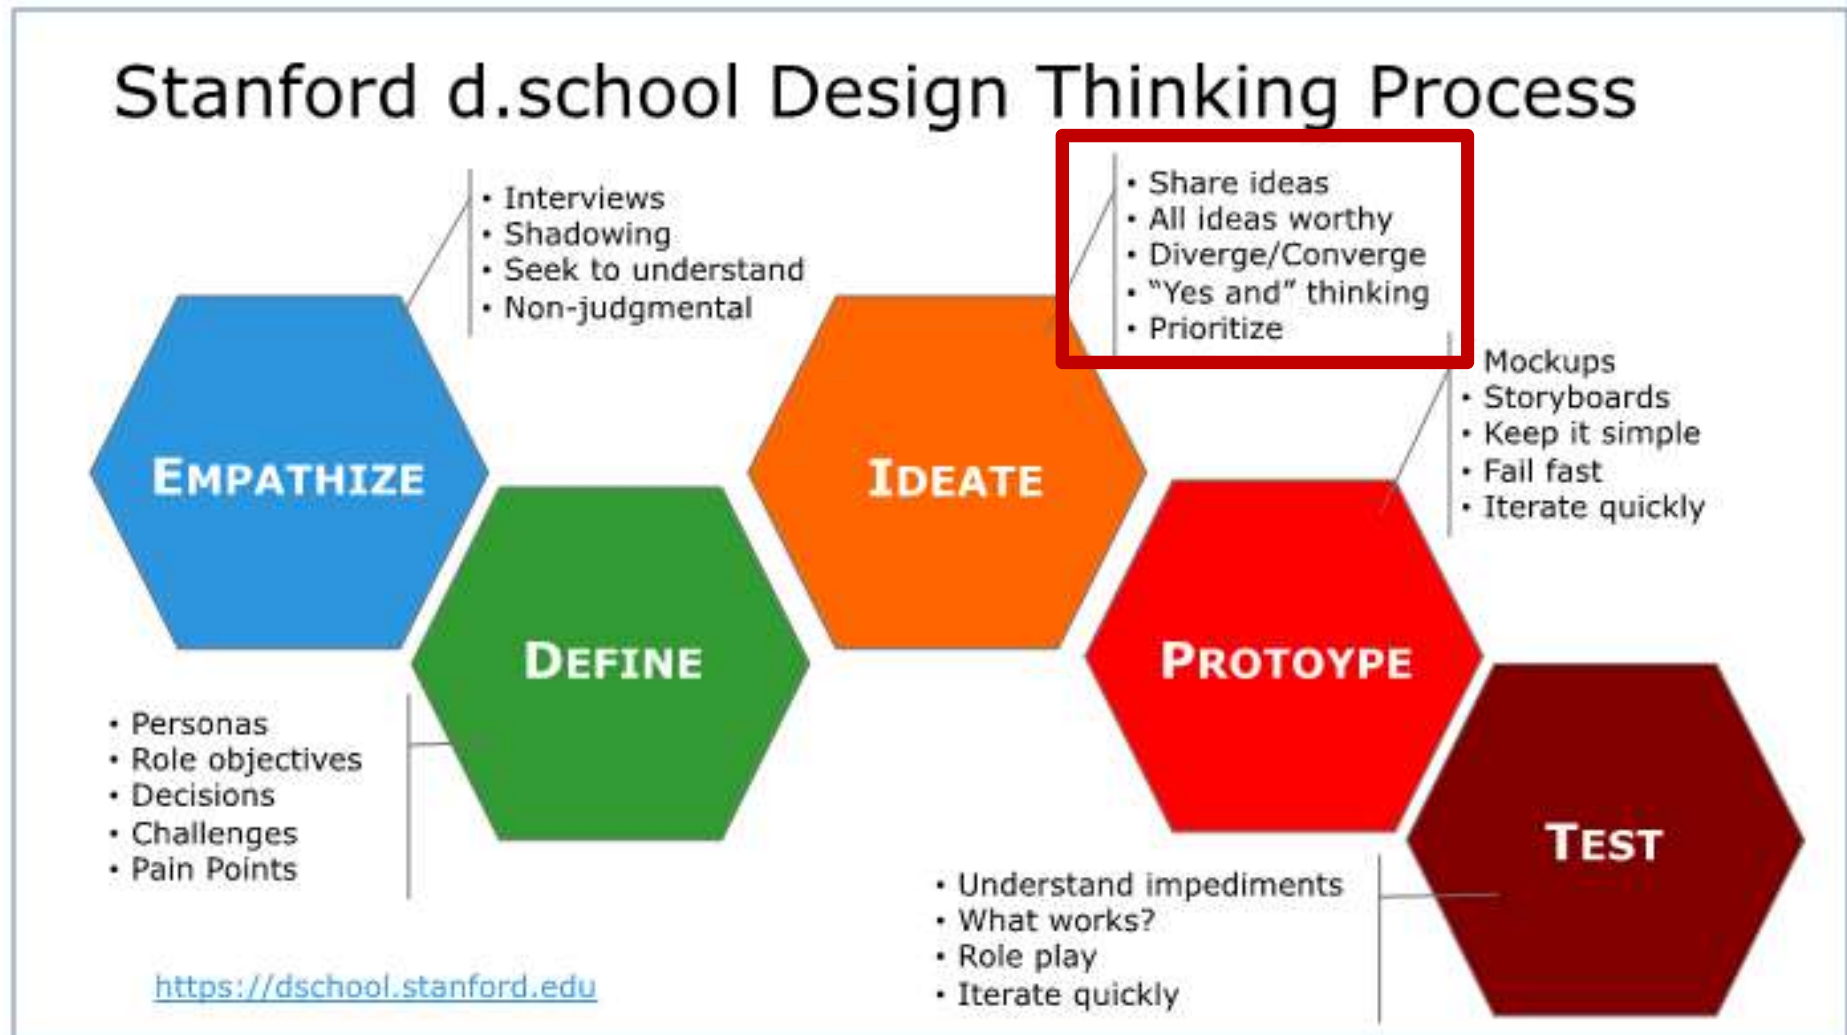 Stanford d.school Design Thinking Process
• Interviews
• Shadowing
• Seek to understand
• Non-judgmental
EMPATHIZE
• Personas
• Role objectives
• Decisions
• Challenges
• Pain Points
DEFINE
• Share ideas
• All ideas worthy
• Diverge/Converge
• “Yes and” thinking
• Prioritize
IDEATE
Mockups
• Storyboards
• Keep it simple
• Fail fast
• Iterate quickly
PROTOYPE
• Understand impediments
• What works?
• Role play
• Iterate quickly
TEST
https://dschool.stanford.edu